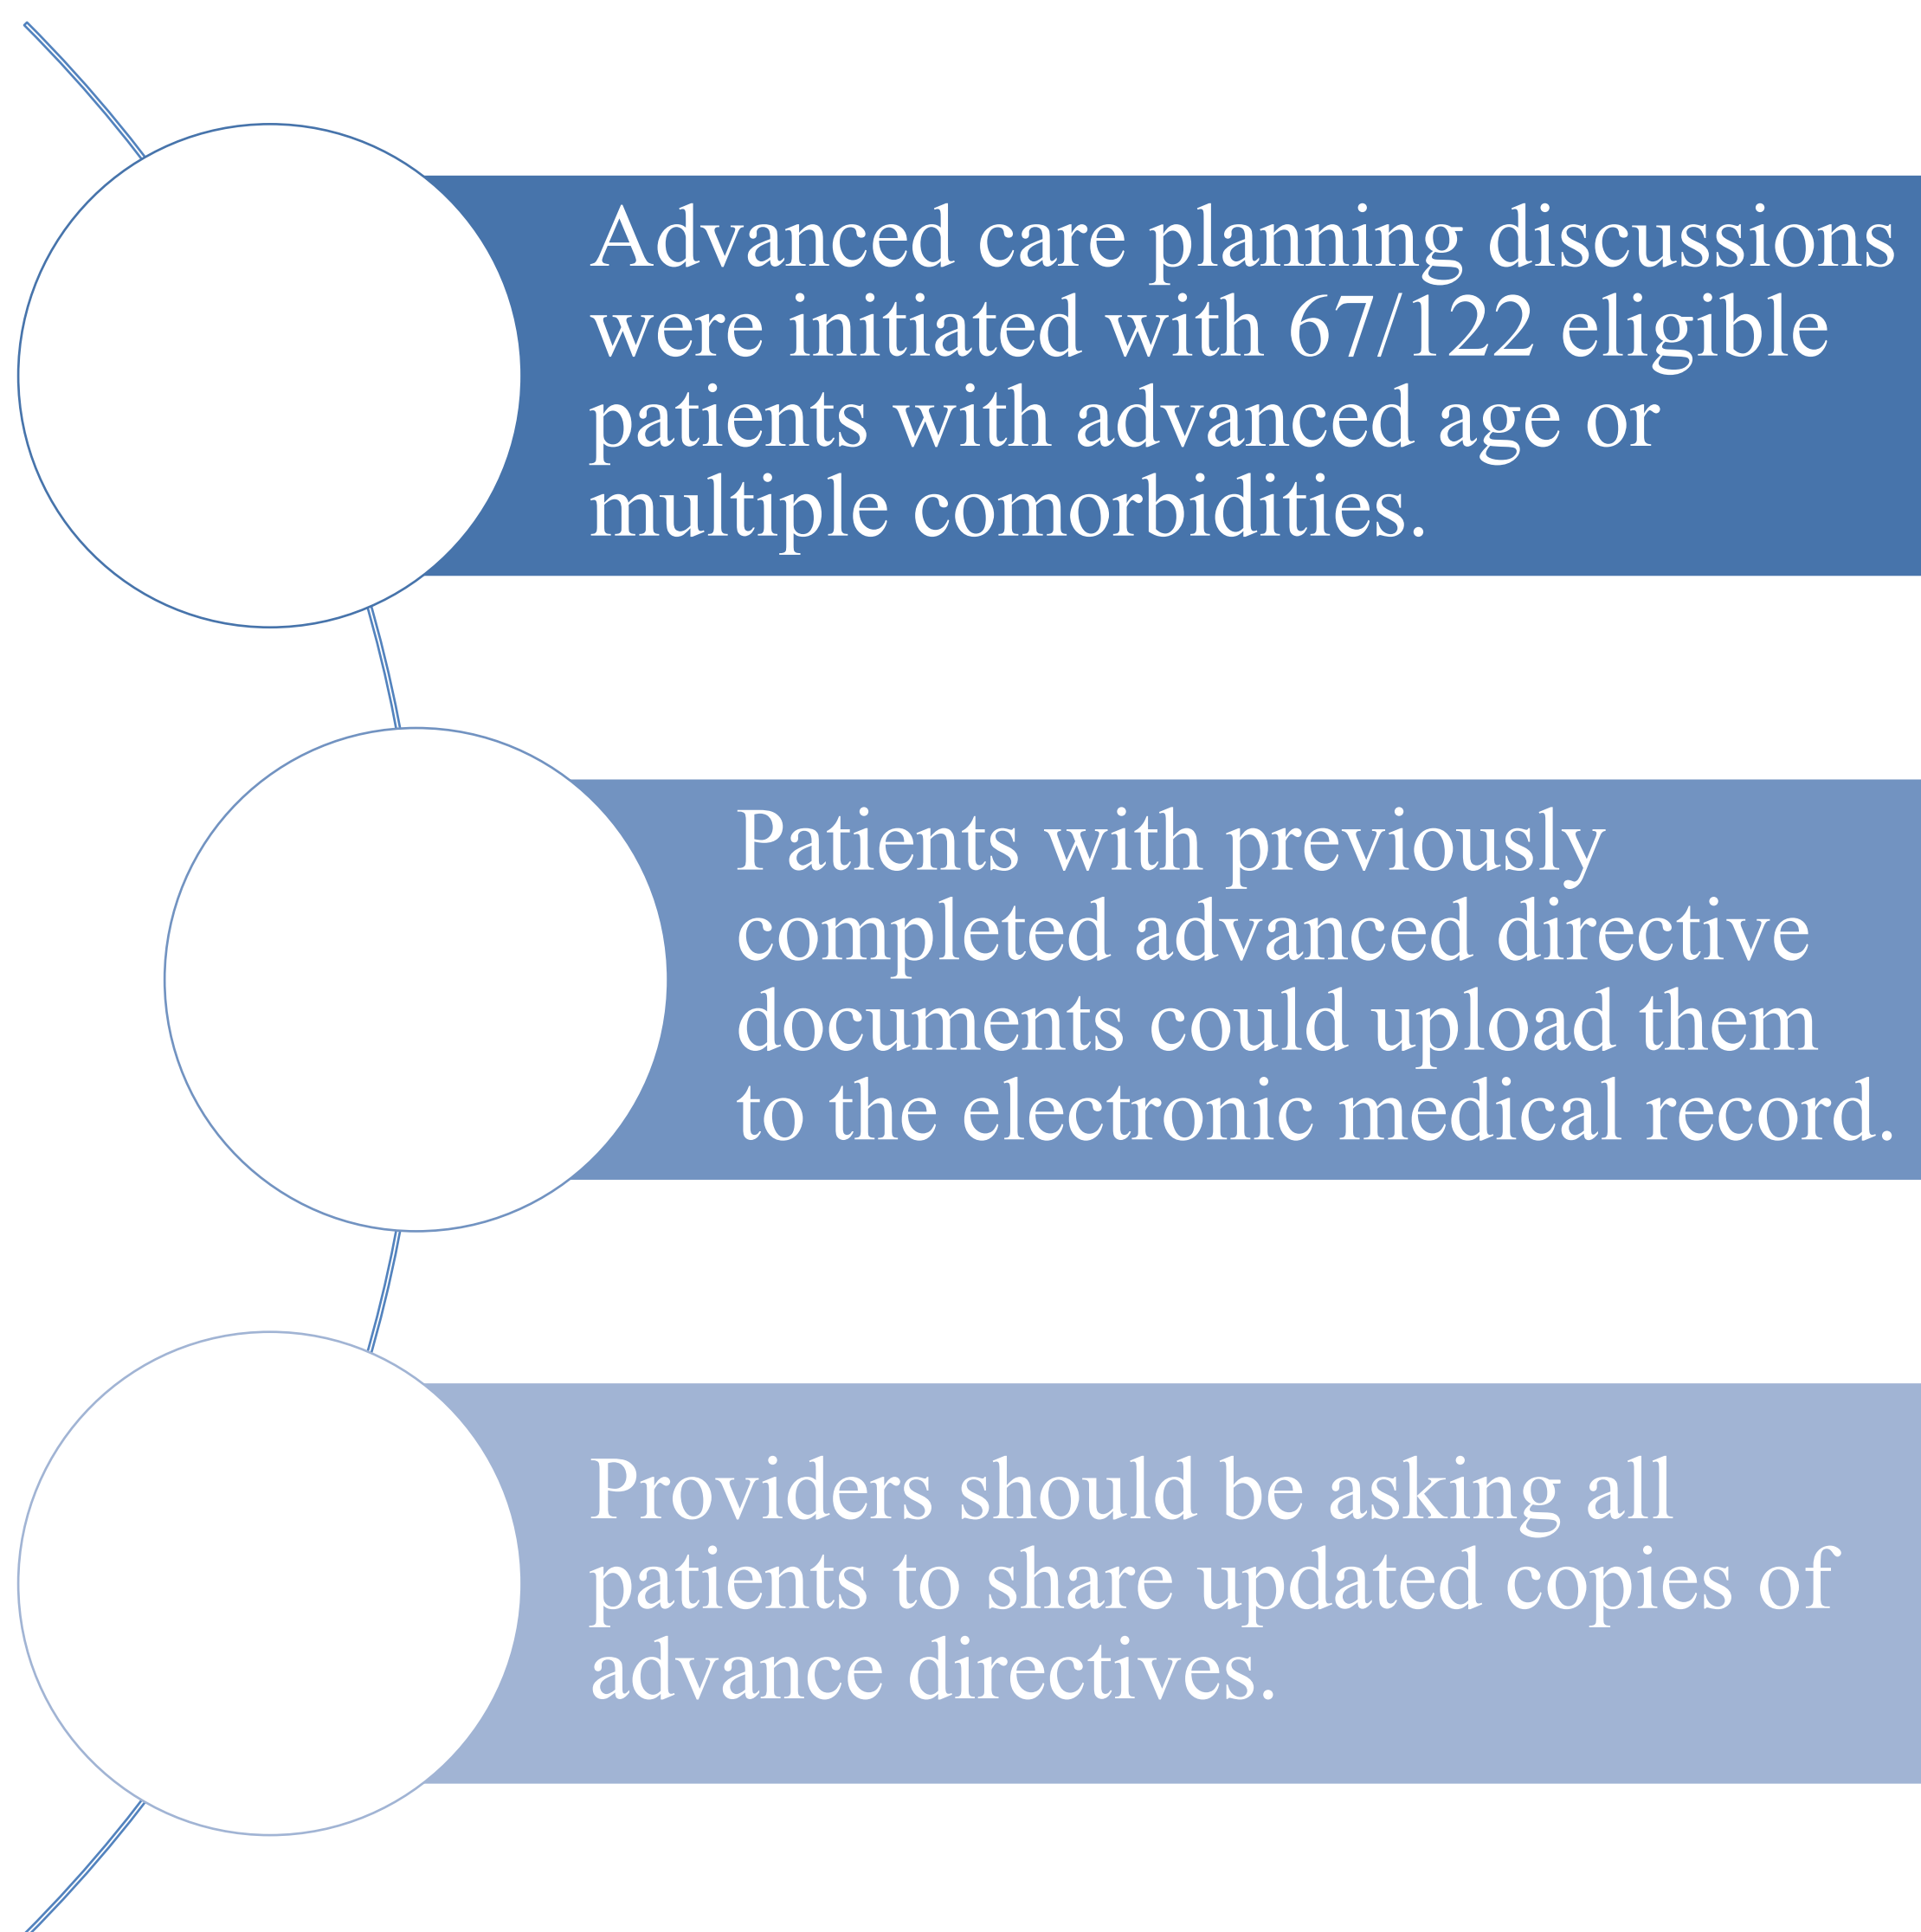 Advanced care planning discussions
were initiated with 67/122 eligible
patients with advanced age or
multiple comorbidities.
Patients with previously
completed advanced directive
documents could upload them
to the electronic medical record.
Providers should be asking all
patients to share updated copies of
advance directives.